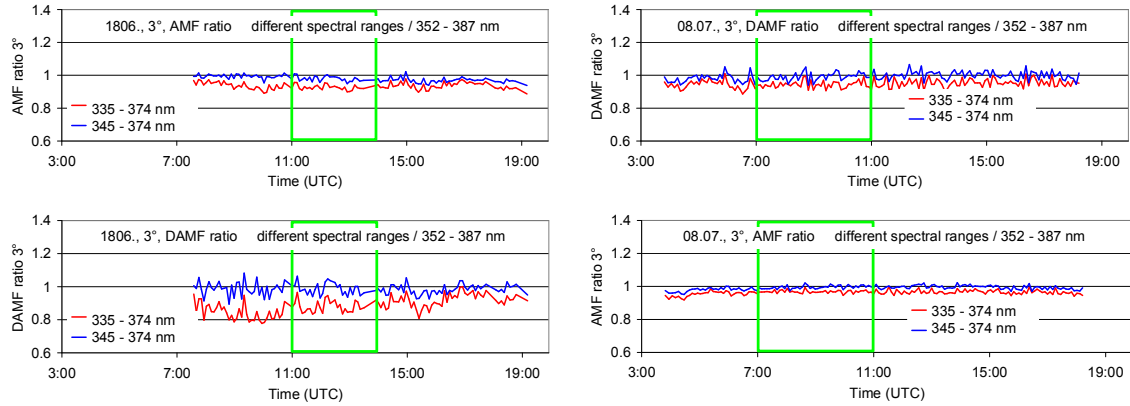 1806., 3°, AMF ratio different spectral ranges / 352 - 387 nm
AMF ratio 3°
1.4
1.2
1
0.8
0.6
335 - 374 nm
345 - 374 nm
3:00 7:00 11:00 15:00 19:00
Time (UTC)
08.07., 3°, DAMF ratio different spectral ranges / 352 - 387 nm
DAMF ratio 3°
1.4
1.2
1
0.8
0.6
335 - 374 nm
345 - 374 nm
3:00 7:00 11:00 15:00 19:00
Time (UTC)
1806., 3°, DAMF ratio different spectral ranges / 352 - 387 nm
DAMF ratio 3°
1.4
1.2
1
0.8
0.6
335 - 374 nm
345 - 374 nm
3:00 7:00 11:00 15:00 19:00
Time (UTC)
08.07., 3°, AMF ratio different spectral ranges / 352 - 387 nm
AMF ratio 3°
1.4
1.2
1
0.8
0.6
335 - 374 nm
345 - 374 nm
3:00 7:00 11:00 15:00 19:00
Time (UTC)